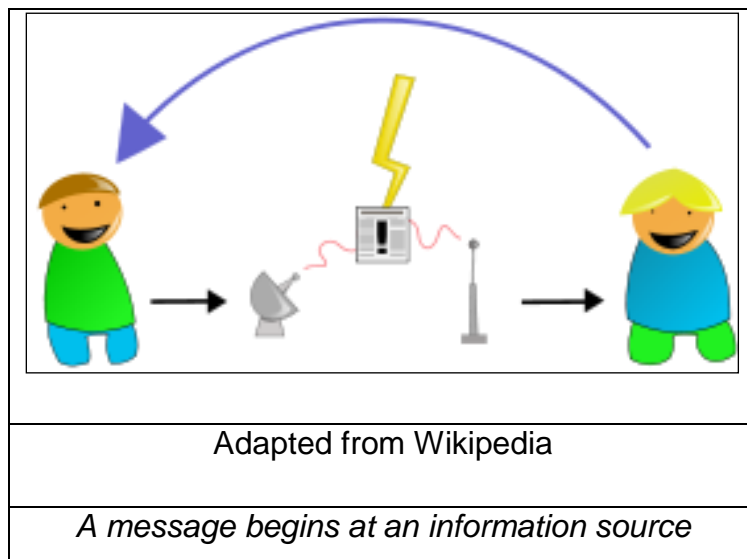 !
Adapted from Wikipedia
A message begins at an information source